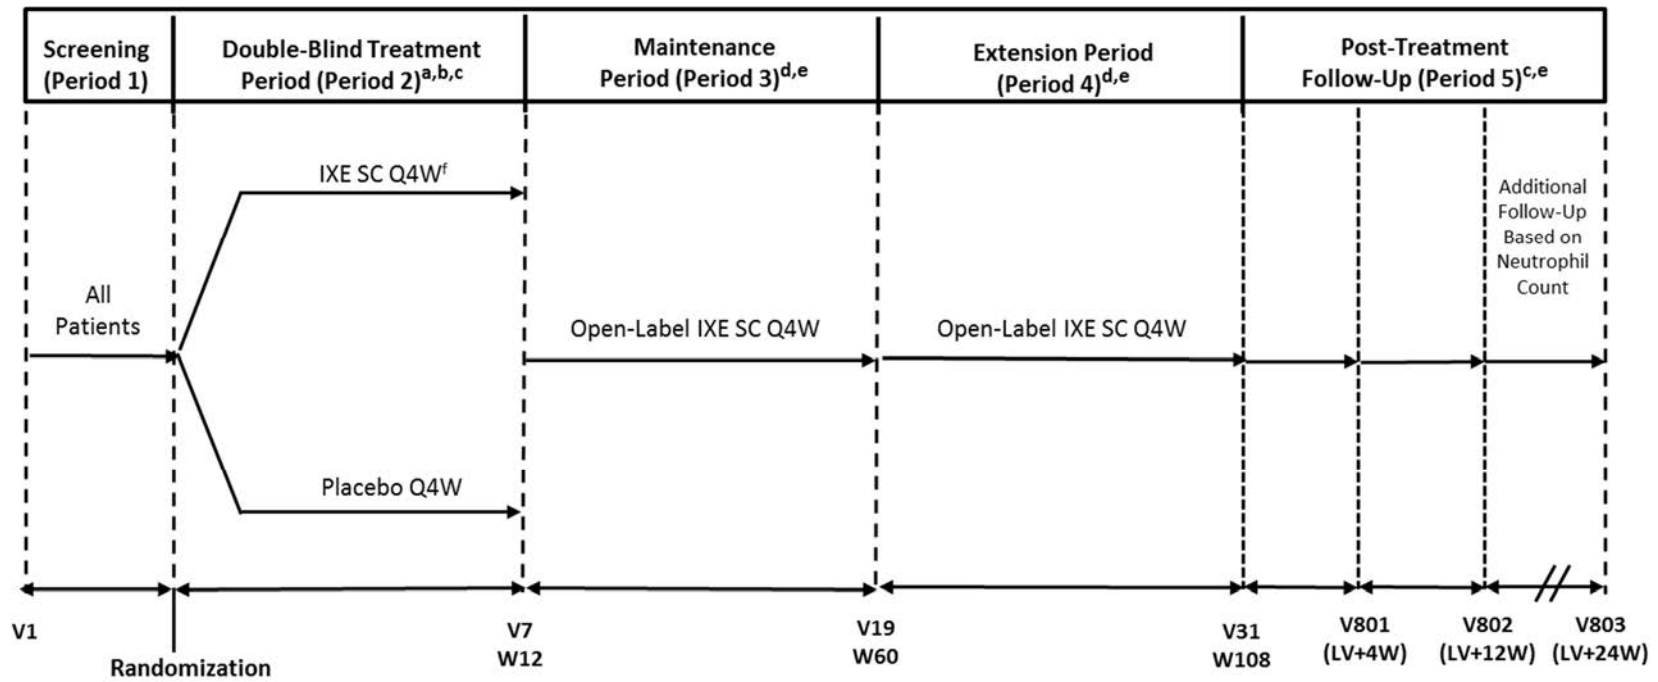 Screening
(Period 1)
Double-Blind Treatment
Period (Period 2)a,b,c
Maintenance
Period (Period 3)d,e
Extension Period
(Period 4)d,e
Post-Treatment
Follow-Up (Period 5)c,e
All
Patients
IXE SC Q4Wf
Placebo Q4W
Open-Label IXE SC Q4W
Open-Label IXE SC Q4W
Additional
Follow-Up
Based on
Neutrophil
Count
V1
Randomization
V7
W12
V19
W60
V31
W108
V801
(LV+4W)
V802
(LV+12W)
V803
(LV+24W)